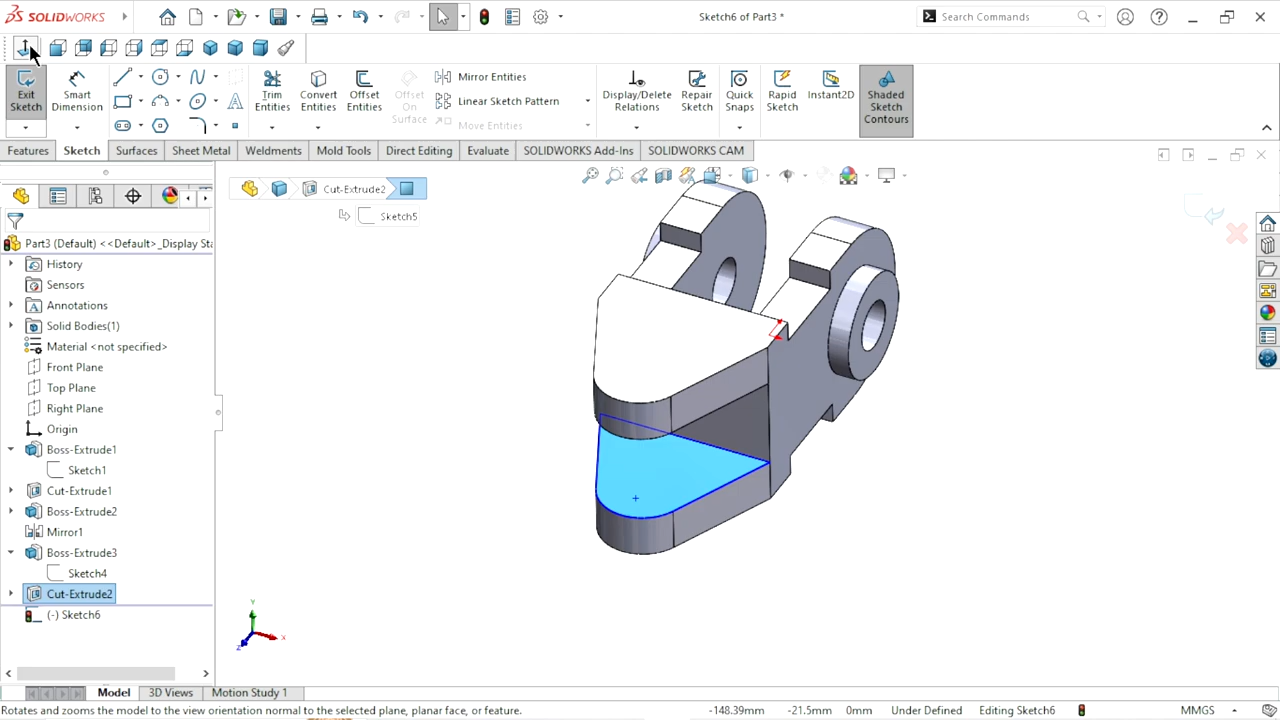 SOLIDWORKS
Sketch6 of Part3 *
Search Commands
Exit Sketch
Smart Dimension
Trim Entities
Convert Entities
Offset Entities
Offset On Surface
Mirror Entities
Linear Sketch Pattern
Move Entities
Display/Delete Relations
Repair Sketch
Quick Snaps
Rapid Sketch
Instant2D
Shaded Sketch Contours
Features
Sketch
Surfaces
Sheet Metal
Weldments
Mold Tools
Direct Editing
Evaluate
SOLIDWORKS Add-Ins
SOLIDWORKS CAM
Cut-Extrude2
Sketch5
Part3 (Default) <<Default>_Display Sta
History
Sensors
Annotations
Solid Bodies(1)
Material <not specified>
Front Plane
Top Plane
Right Plane
Origin
Boss-Extrude1
Sketch1
Cut-Extrude1
Boss-Extrude2
Mirror1
Boss-Extrude3
Sketch4
Cut-Extrude2
(-) Sketch6
Y
X
Z
Model
3D Views
Motion Study 1
Rotates and zooms the model to the view orientation normal to the selected plane, planar face, or feature.
-148.39mm
-21.5mm
0mm
Under Defined
Editing Sketch6
MMGS